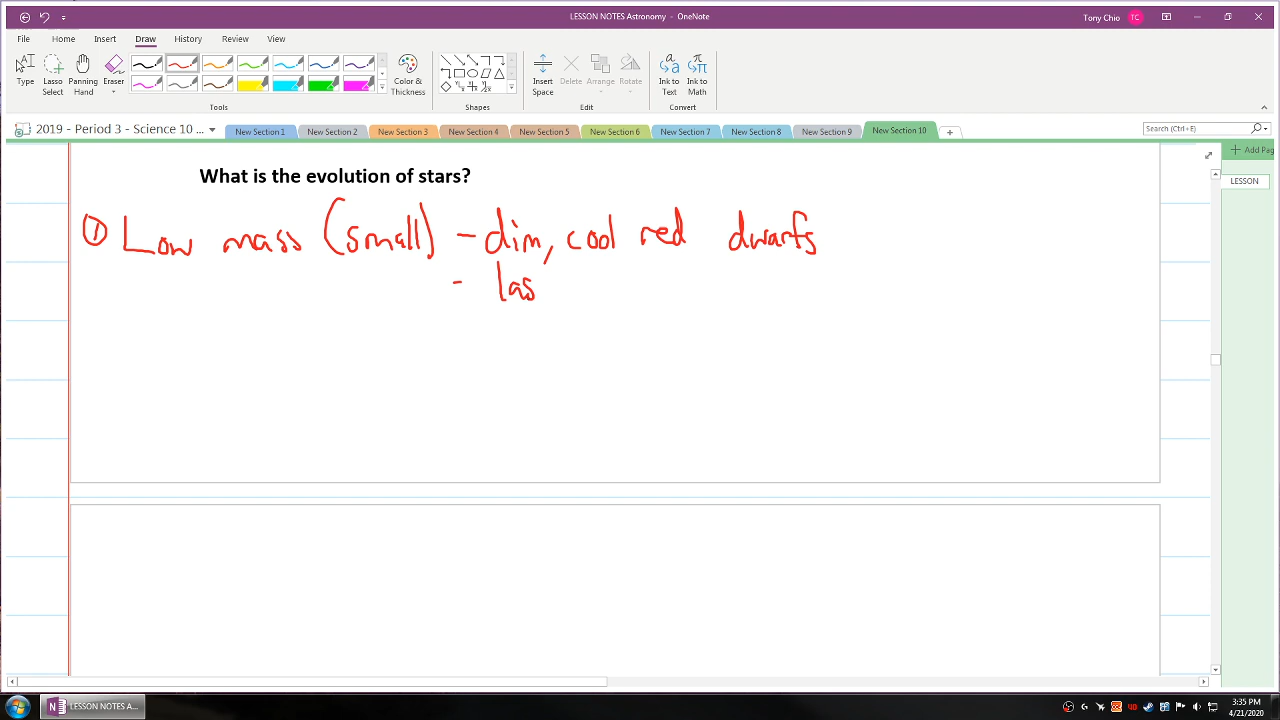 LESSON NOTES Astronomy - OneNote
Tony Chio TC
File Home Insert Draw History Review View
Type Lasso Select Panning Hand Eraser Color & Thickness Insert Space Delete Arrange Rotate Ink to Text Ink to Math
Tools Shapes Edit Convert
2019 - Period 3 - Science 10 ... New Section 1 New Section 2 New Section 3 New Section 4 New Section 5 New Section 6 New Section 7 New Section 8 New Section 9 New Section 10 Search (Ctrl+E)
Add Pag
LESSON
What is the evolution of stars?
① Low mass (small) - dim, cool red dwarfs
- las
LESSON NOTES A...
3:35 PM
4/21/2020